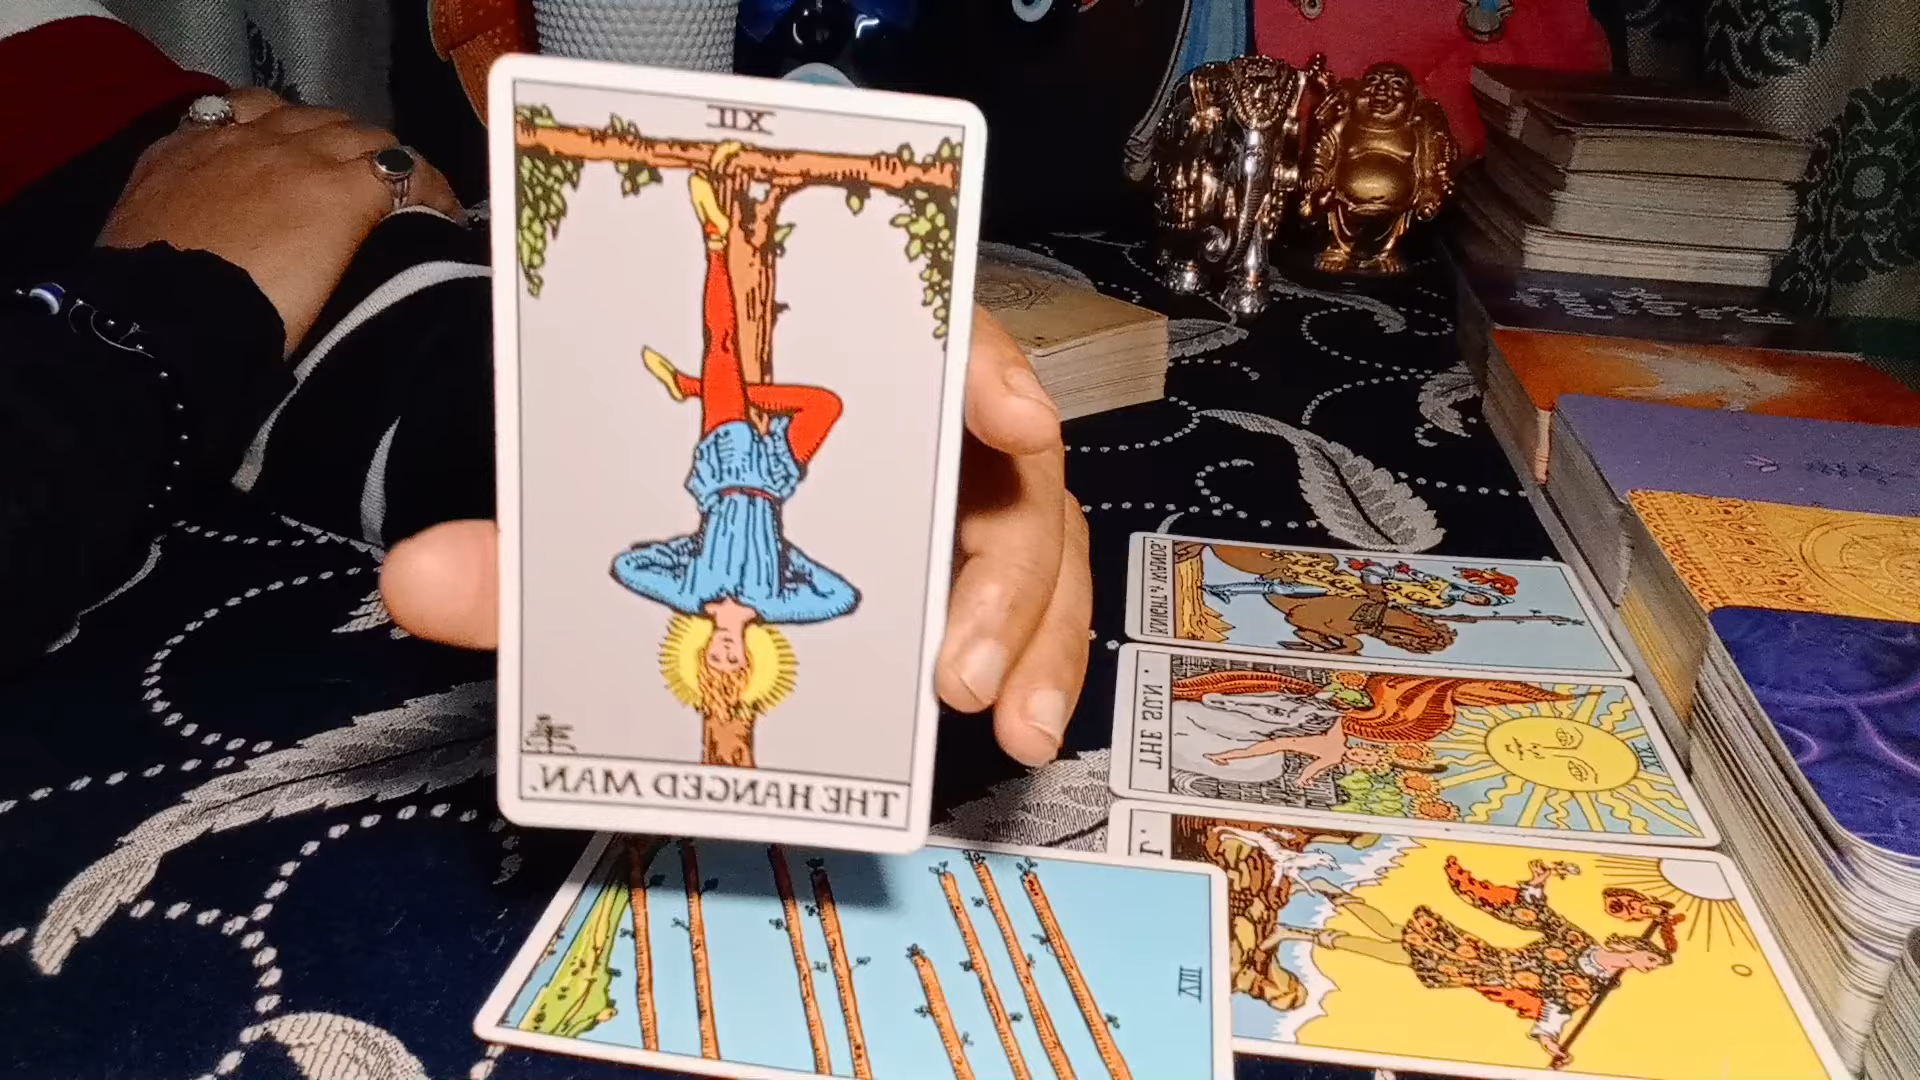 XII
THE HANGED MAN.
KNIGHT of WANDS.
THE SUN.
XIX
VIII